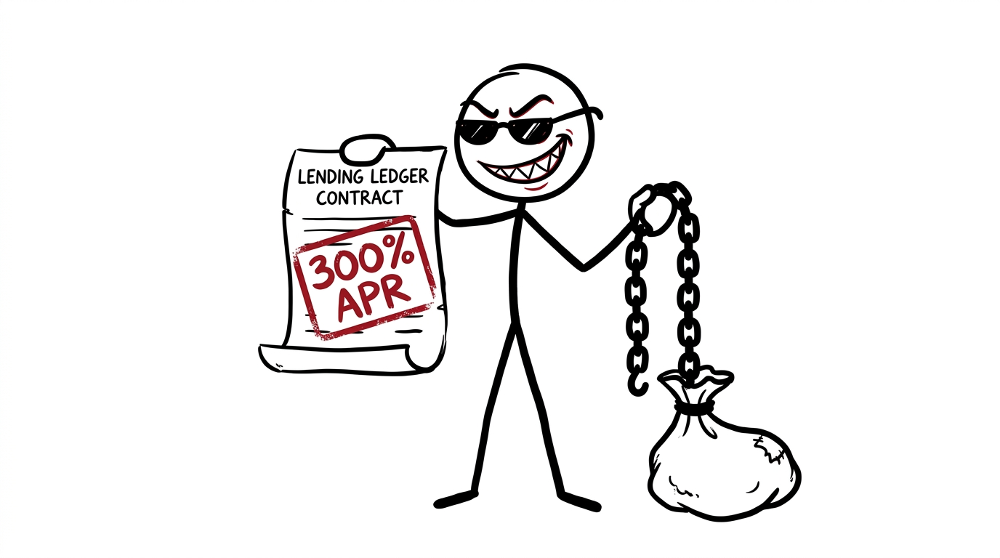 LENDING LEDGER
CONTRACT
300%
APR